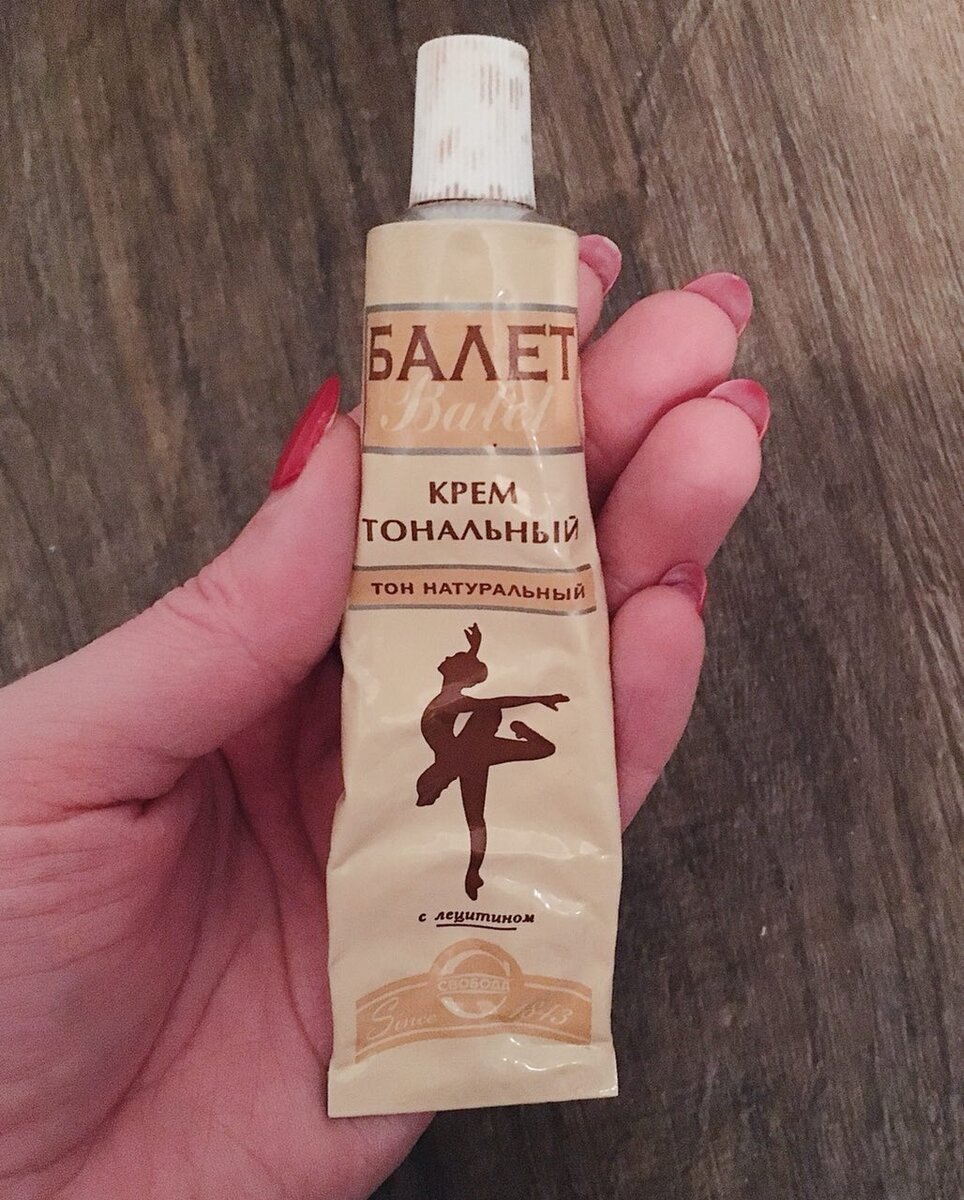 БАЛЕТ
Balet
КРЕМ
ТОНАЛЬНЫЙ
ТОН НАТУРАЛЬНЫЙ
с лецитином
СВОБОДА
Since 1843